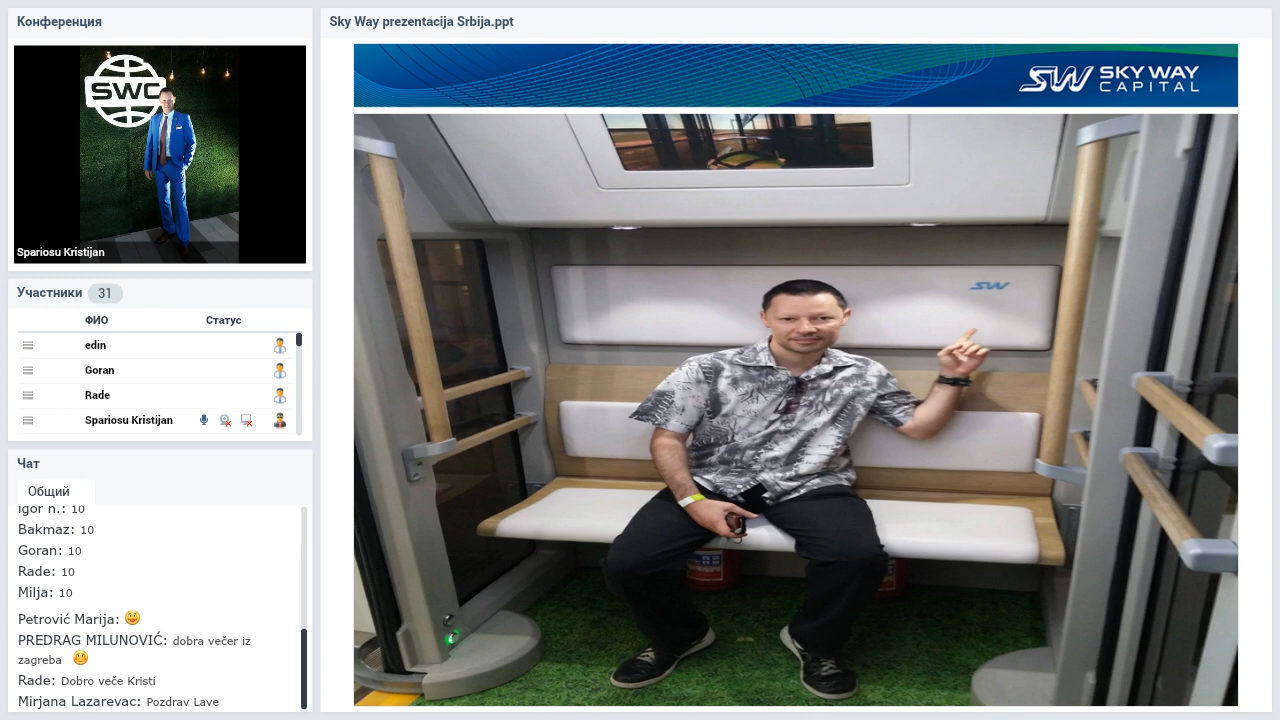 Конференция
SWC
Spariosu Kristijan
Участники 31
ФИО Статус
edin
Goran
Rade
Spariosu Kristijan
Чат
Общий
igor n.: 10
Bakmaz: 10
Goran: 10
Rade: 10
Milja: 10
Petrović Marija:
PREDRAG MILUNOVIĆ: dobra večer iz
zagreba
Rade: Dobro veče Kristi
Mirjana Lazarevac: Pozdrav Lave
Sky Way prezentacija Srbija.ppt
SW SKY WAY
CAPITAL
SW